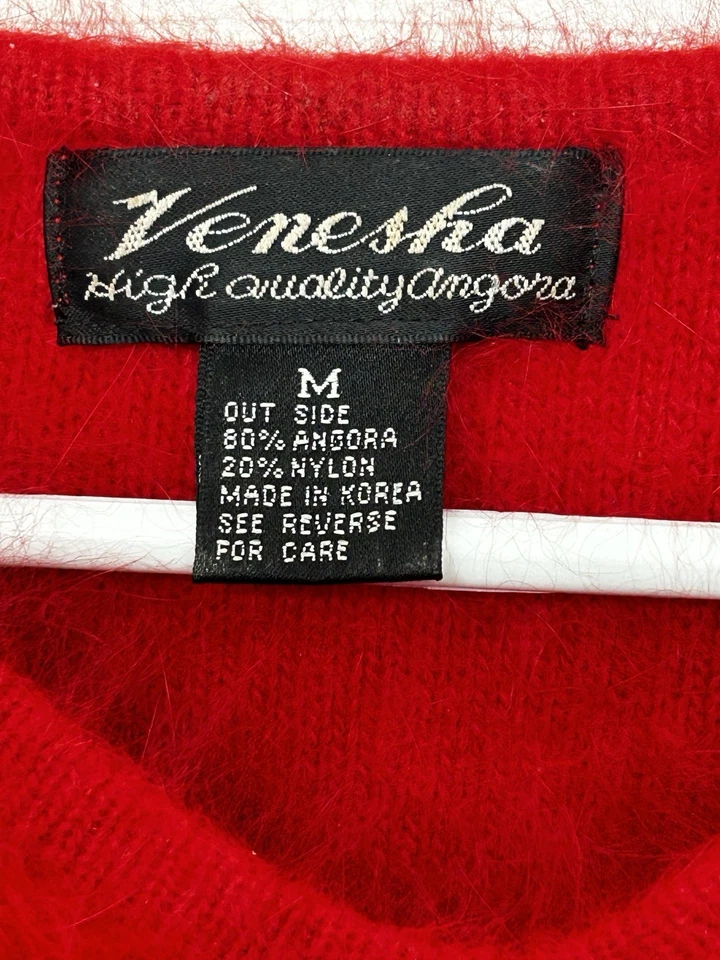 Venesha
High Quality Angora
M
OUT SIDE
80% ANGORA
20% NYLON
MADE IN KOREA
SEE REVERSE
FOR CARE